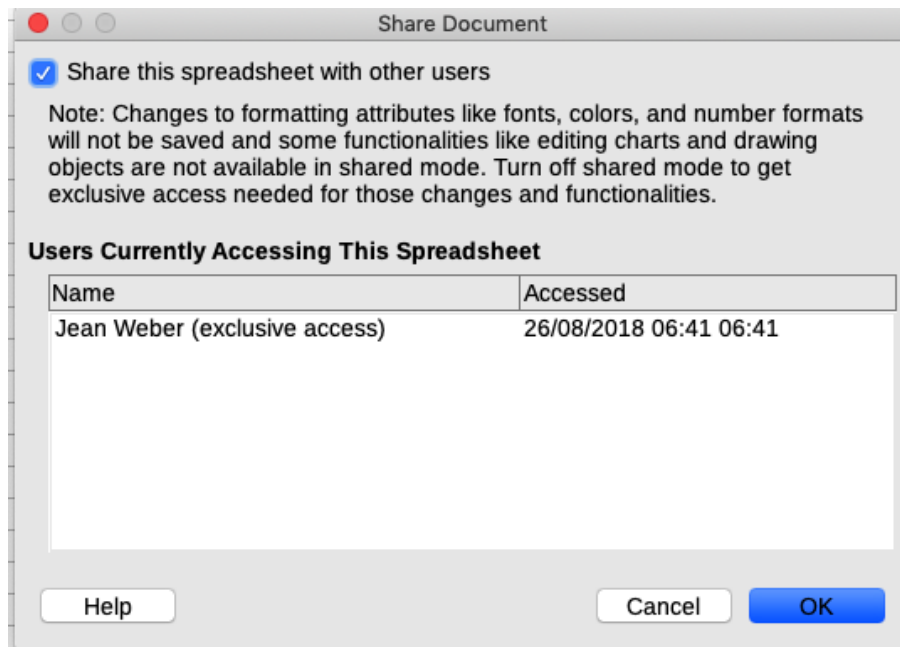 Share Document
Share this spreadsheet with other users
Note: Changes to formatting attributes like fonts, colors, and number formats
will not be saved and some functionalities like editing charts and drawing
objects are not available in shared mode. Turn off shared mode to get
exclusive access needed for those changes and functionalities.
Users Currently Accessing This Spreadsheet
Name Accessed
Jean Weber (exclusive access) 26/08/2018 06:41 06:41
Help Cancel OK